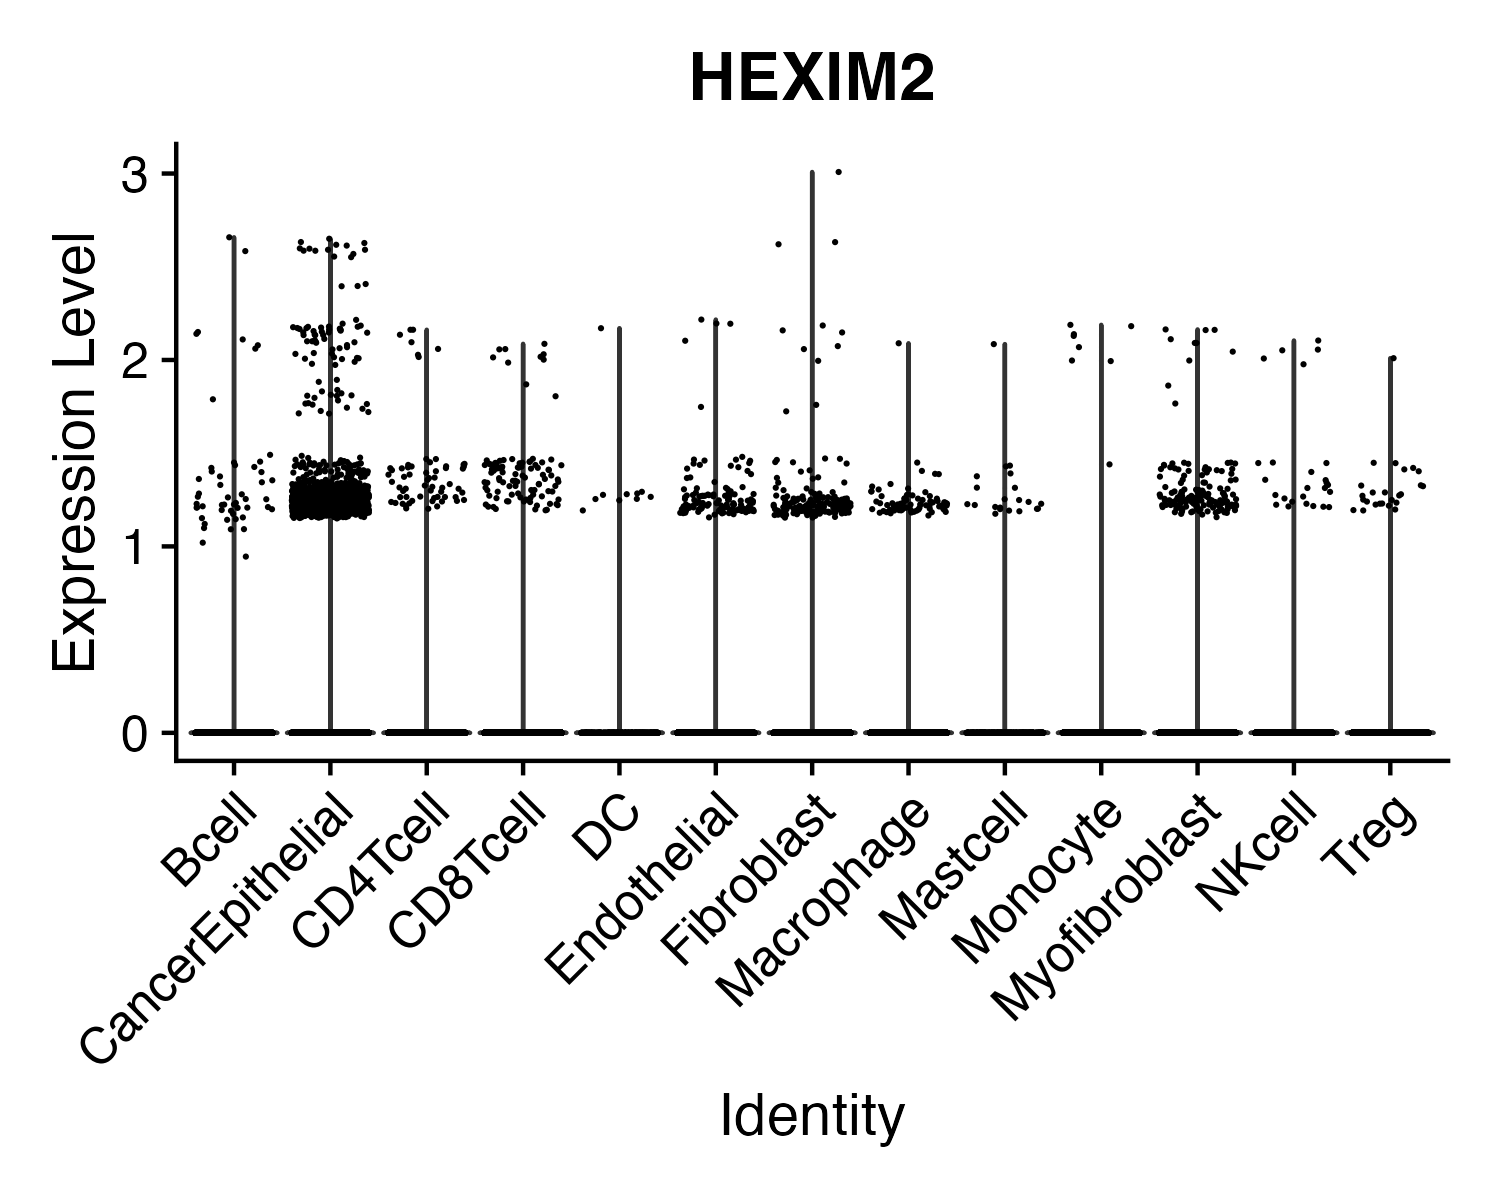 HEXIM2
Expression Level
3
2
1
0
Bcell
CancerEpithelial
CD4Tcell
CD8Tcell
DC
Endothelial
Fibroblast
Macrophage
Mastcell
Monocyte
Myofibroblast
NKcell
Treg
Identity